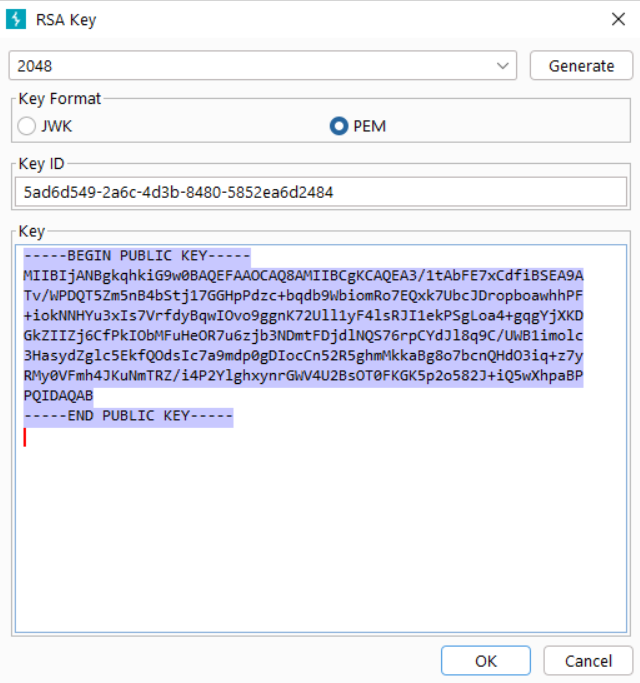 RSA Key
2048
Generate
Key Format
JWK
PEM
Key ID
5ad6d549-2a6c-4d3b-8480-5852ea6d2484
Key
-----BEGIN PUBLIC KEY-----
MIIBIjANBgkqhkiG9w0BAQEFAAOCAQ8AMIIBCgKCAQEA3/1tAbFE7xCdfiBSEA9A
Tv/WPDQT5Zm5nB4bStj17GGHpPdzc+bqdb9WbiomRo7EQxk7UbcJDropboawhhPF
+iokNNHYu3xIs7VrfdyBqwIOvo9ggnK72Ull1yF4lsRJI1ekPSgLoa4+gqgYjXKD
GkZIIZj6CfPkIObMFuHeOR7u6zjb3NDmtFDjdlNQS76rpCYdJl8q9C/UWB1imolc
3HasydZglc5EkfQOdsIc7a9mdp0gDIocCn52R5ghmMkkaBg8o7bcnQHdO3iq+z7y
RMy0VFmh4JKuNmTRZ/i4P2YlghxynrGWV4U2BsOT0FKGK5p2o582J+iQ5wXhpaBP
PQIDAQAB
-----END PUBLIC KEY-----
OK
Cancel